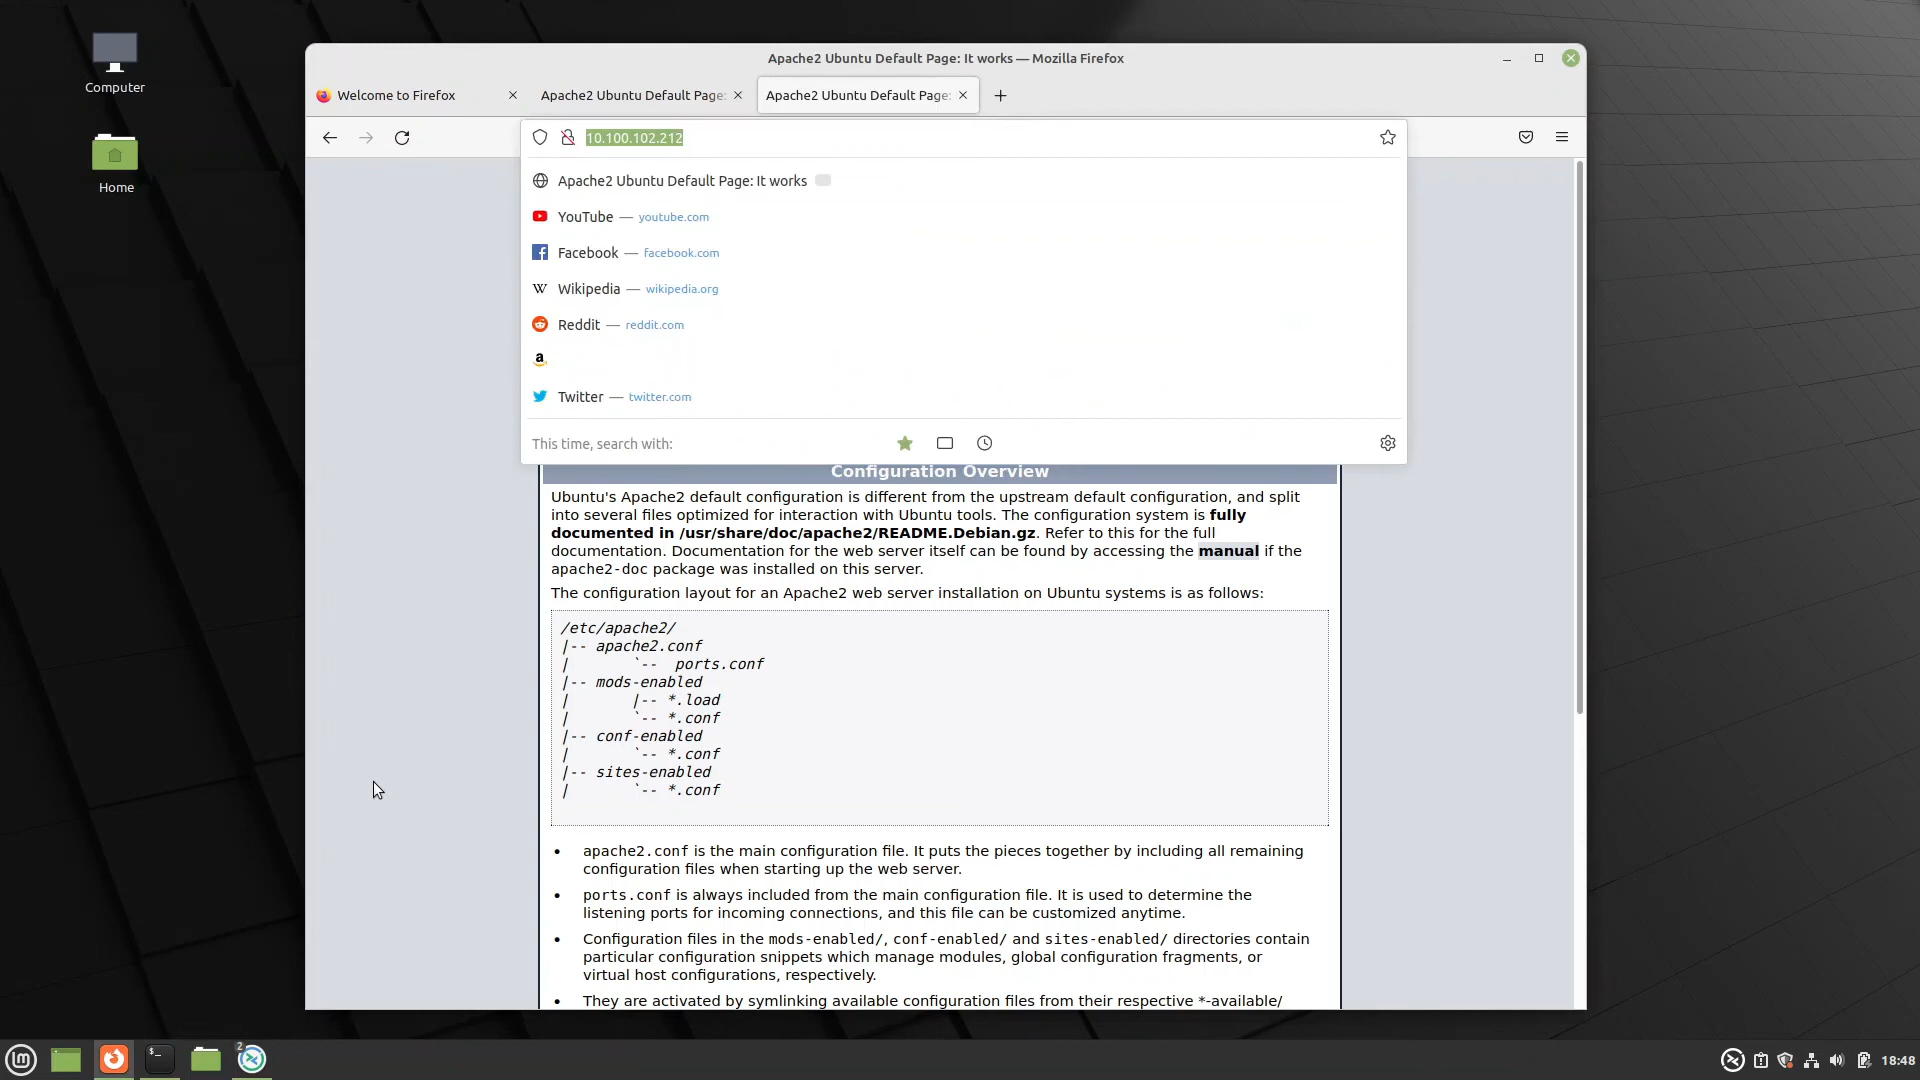 Computer
Home
Apache2 Ubuntu Default Page: It works — Mozilla Firefox
Welcome to Firefox
Apache2 Ubuntu Default Page:
Apache2 Ubuntu Default Page:
10.100.102.212
Apache2 Ubuntu Default Page: It works
YouTube — youtube.com
Facebook — facebook.com
Wikipedia — wikipedia.org
Reddit — reddit.com
Twitter — twitter.com
This time, search with:
Configuration Overview
Ubuntu's Apache2 default configuration is different from the upstream default configuration, and split
into several files optimized for interaction with Ubuntu tools. The configuration system is fully
documented in /usr/share/doc/apache2/README.Debian.gz. Refer to this for the full
documentation. Documentation for the web server itself can be found by accessing the manual if the
apache2-doc package was installed on this server.
The configuration layout for an Apache2 web server installation on Ubuntu systems is as follows:
/etc/apache2/
|-- apache2.conf
|       `--  ports.conf
|-- mods-enabled
|       |-- *.load
|       `-- *.conf
|-- conf-enabled
|       `-- *.conf
|-- sites-enabled
|       `-- *.conf
• apache2.conf is the main configuration file. It puts the pieces together by including all remaining
configuration files when starting up the web server.
• ports.conf is always included from the main configuration file. It is used to determine the
listening ports for incoming connections, and this file can be customized anytime.
• Configuration files in the mods-enabled/, conf-enabled/ and sites-enabled/ directories contain
particular configuration snippets which manage modules, global configuration fragments, or
virtual host configurations, respectively.
• They are activated by symlinking available configuration files from their respective *-available/
2
18:48